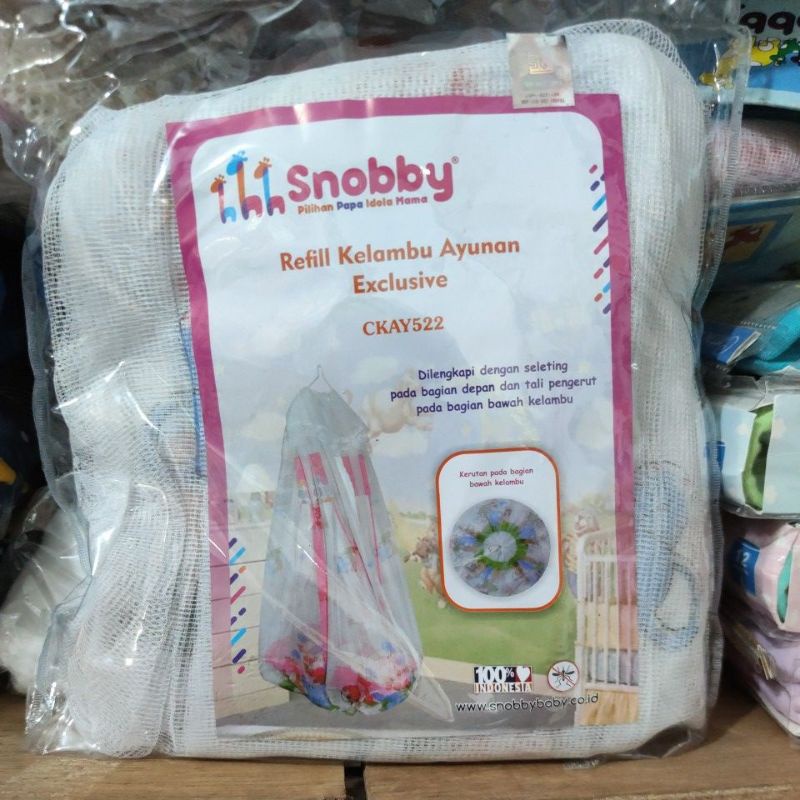 Snobby®
Pilihan Papa Idola Mama
Refill Kelambu Ayunan
Exclusive
CKAY522
Dilengkapi dengan seleting
pada bagian depan dan tali pengerut
pada bagian bawah kelambu
Kerutan pada bagian
bawah kelambu
100%
INDONESIA
www.snobbybaby.co.id